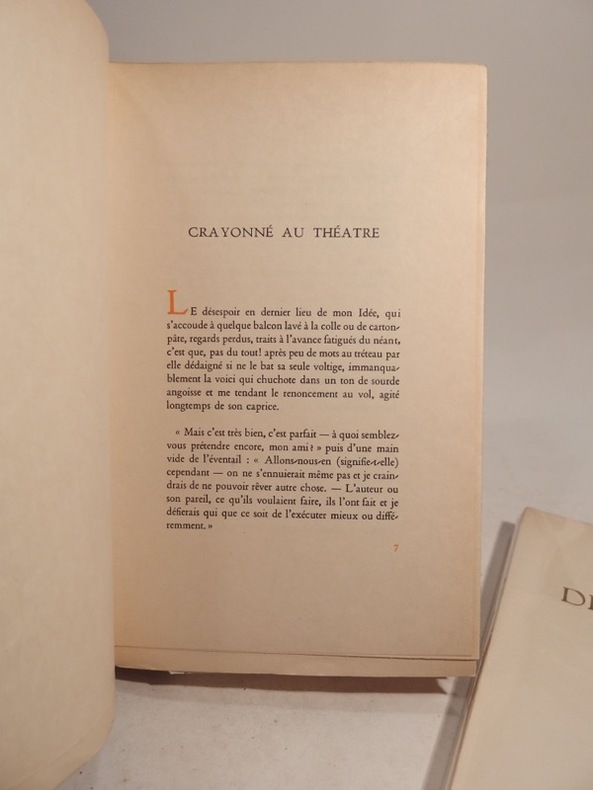 CRAYONNÉ AU THÉATRE
LE désespoir en dernier lieu de mon Idée, qui
s'accoude à quelque balcon lavé à la colle ou de carton-
pâte, regards perdus, traits à l'avance fatigués du néant,
c'est que, pas du tout! après peu de mots au tréteau par
elle dédaigné si ne le bat sa seule voltige, immanqua-
blement la voici qui chuchote dans un ton de sourde
angoisse et me tendant le renoncement au vol, agité
longtemps de son caprice.
« Mais c'est très bien, c'est parfait — à quoi semblez-
vous prétendre encore, mon ami? » puis d'une main
vide de l'éventail : « Allons-nous-en (signifie-t-elle)
cependant — on ne s'ennuierait même pas et je crain-
drais de ne pouvoir rêver autre chose. — L'auteur ou
son pareil, ce qu'ils voulaient faire, ils l'ont fait et je
défierais qui que ce soit de l'exécuter mieux ou diffé-
remment. »
7